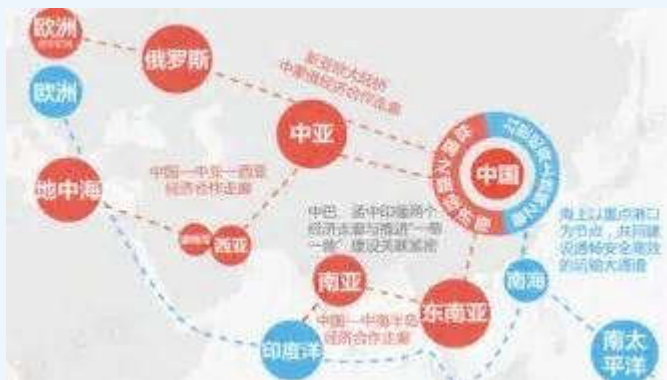 欧洲
俄罗斯
新亚欧大陆桥
中蒙俄经济合作走廊
欧洲
中亚
中国
地中海
中国—中亚—西亚
经济合作走廊
西亚
中巴、孟中印缅两个
经济走廊与推进“一带
一路”建设关联紧密
海上以重点港口
为节点，共同建
设通畅安全高效
的运输大通道
南亚
南海
东南亚
中国—中南半岛
经济合作走廊
印度洋
南太
平洋